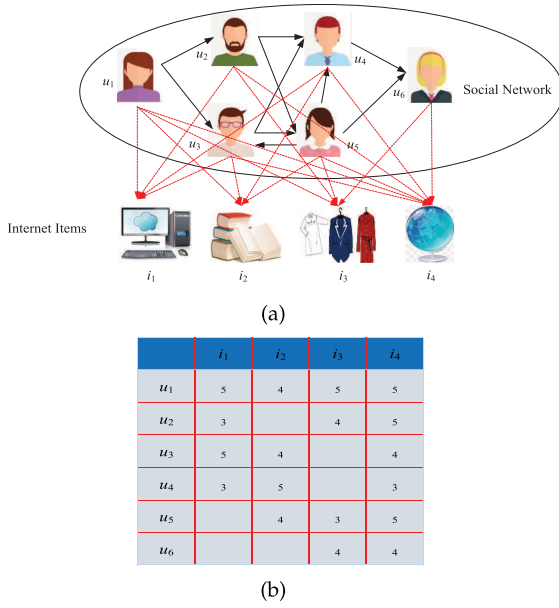 u2
u4
u1
u6
Social Network
u3
u5
Internet Items
i1
i2
i3
i4
(a)
i1 i2 i3 i4
u1 5 4 5 5
u2 3 4 5
u3 5 4 4
u4 3 5 3
u5 4 3 5
u6 4 4
(b)